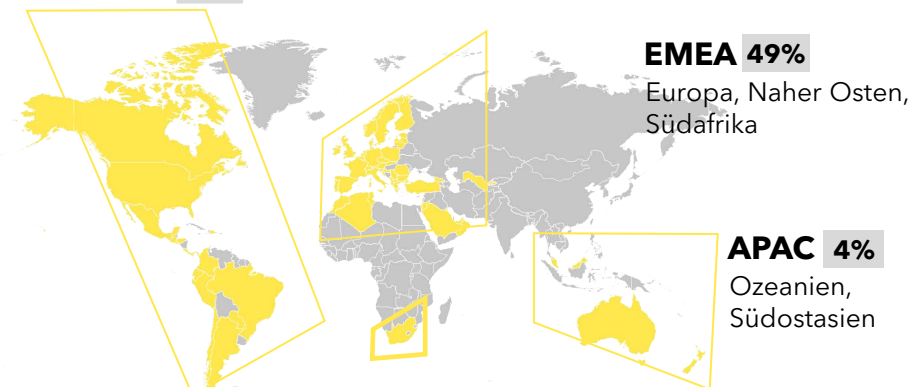 EMEA 49%
Europa, Naher Osten,
Südafrika
APAC 4%
Ozeanien,
Südostasien